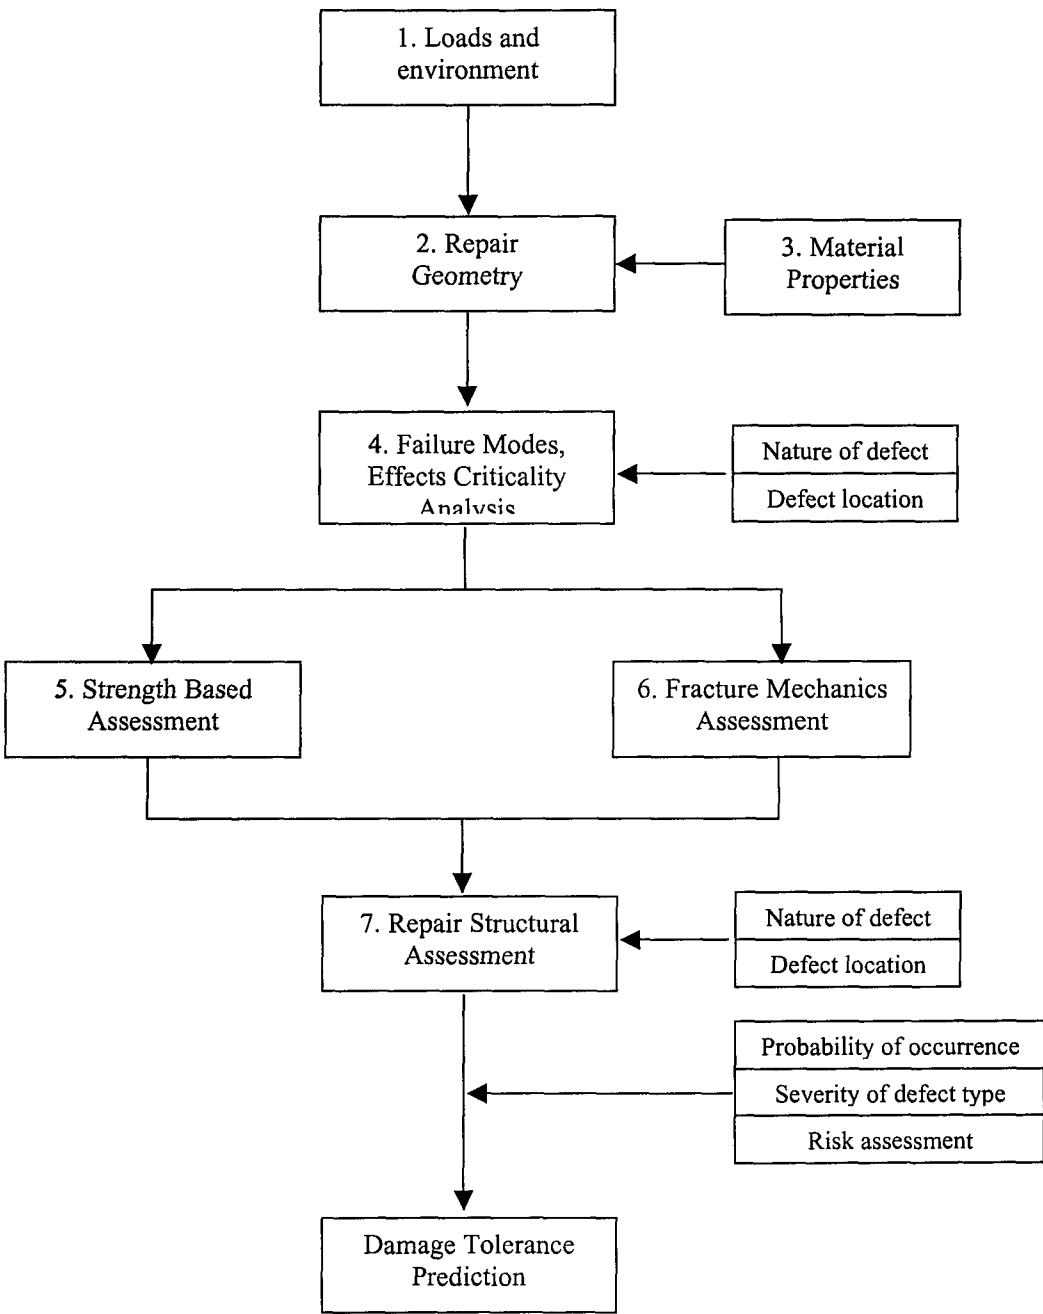 1. Loads and
environment
2. Repair
Geometry
3. Material
Properties
4. Failure Modes,
Effects Criticality
Analysis
Nature of defect
Defect location
5. Strength Based
Assessment
6. Fracture Mechanics
Assessment
7. Repair Structural
Assessment
Nature of defect
Defect location
Probability of occurrence
Severity of defect type
Risk assessment
Damage Tolerance
Prediction